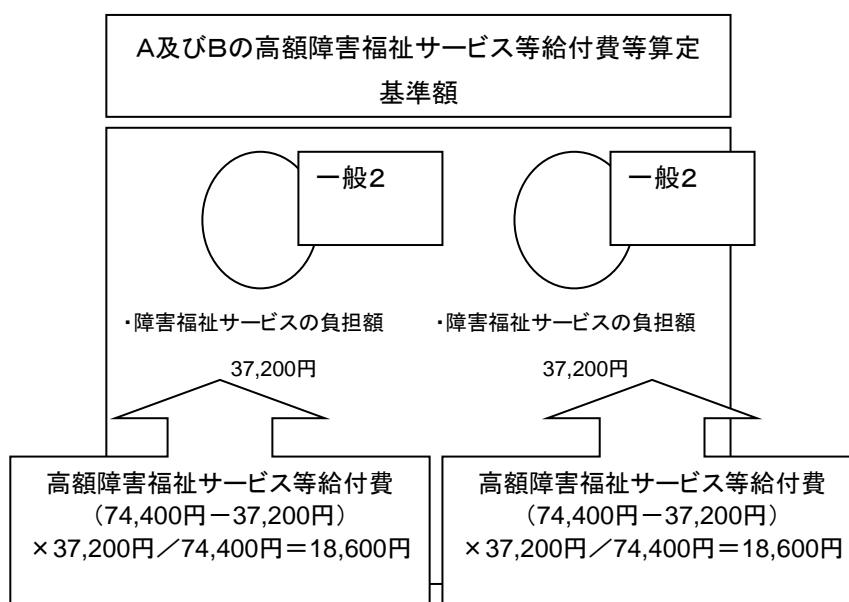 A及びBの高額障害福祉サービス等給付費等算定
基準額
一般2
一般2
・障害福祉サービスの負担額
37,200円
・障害福祉サービスの負担額
37,200円
高額障害福祉サービス等給付費
（74,400円－37,200円）
×37,200円／74,400円＝18,600円
高額障害福祉サービス等給付費
（74,400円－37,200円）
×37,200円／74,400円＝18,600円